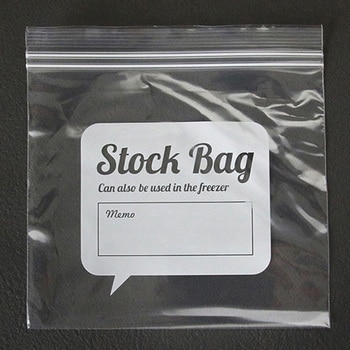 Stock Bag
Can also be used in the freezer
Memo